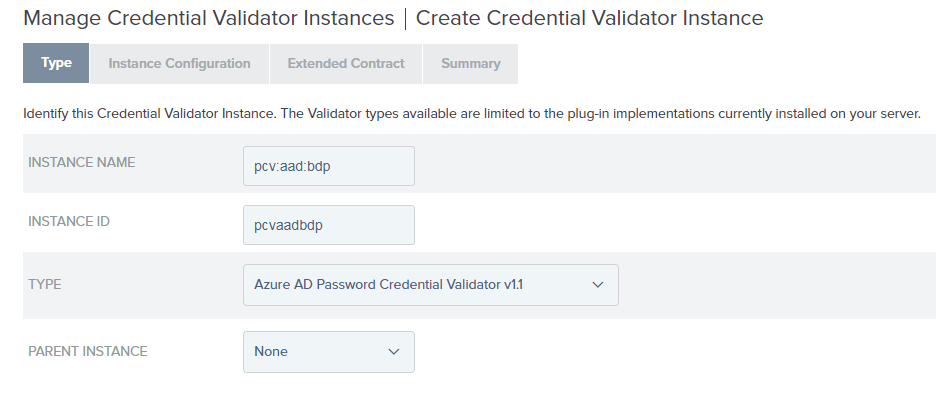 Manage Credential Validator Instances | Create Credential Validator Instance
Type Instance Configuration Extended Contract Summary
Identify this Credential Validator Instance. The Validator types available are limited to the plug-in implementations currently installed on your server.
INSTANCE NAME pcv:aad:bdp
INSTANCE ID pcvaadbdp
TYPE Azure AD Password Credential Validator v1.1
PARENT INSTANCE None